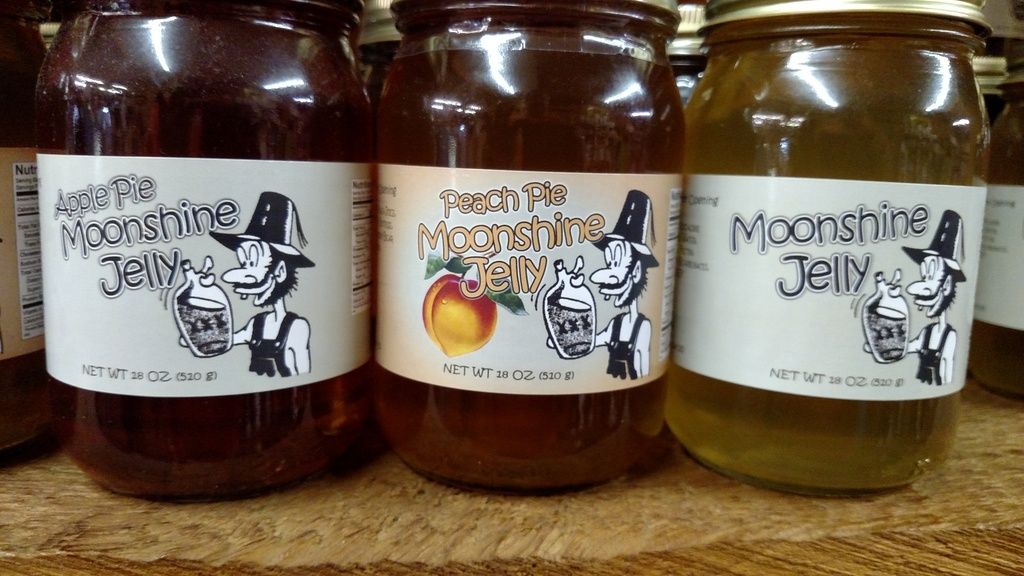 Apple Pie
Moonshine
Jelly
NET WT 18 OZ (510 g)
Peach Pie
Moonshine
Jelly
NET WT 18 OZ (510 g)
Moonshine
Jelly
NET WT 18 OZ (510 g)